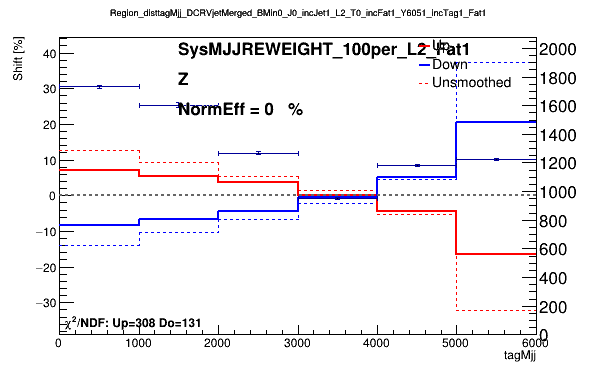 Region_disttagMjj_DCRVjetMerged_BMin0_J0_incJet1_L2_T0_incFat1_Y6051_incTag1_Fat1
Shift [%]
SysMJJREWEIGHT_100per_L2_Fat1
Z
NormEff = 0 %
Up
Down
Unsmoothed
40
30
20
10
0
−10
−20
−30
2000
1800
1600
1400
1200
1000
800
600
400
200
0
χ²/NDF: Up=308 Do=131
0 1000 2000 3000 4000 5000 6000
tagMjj